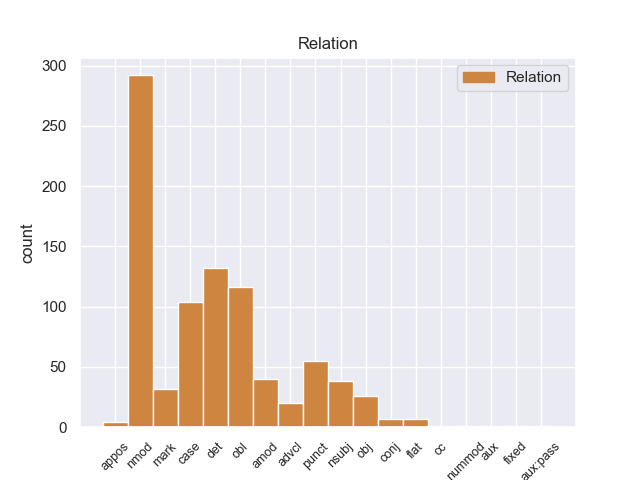 Relation
Relation
300
250
200
150
100
50
0
count
appos nmod mark case det obl amod advcl punct nsubj obj conj flat cc nummod aux fixed aux:pass